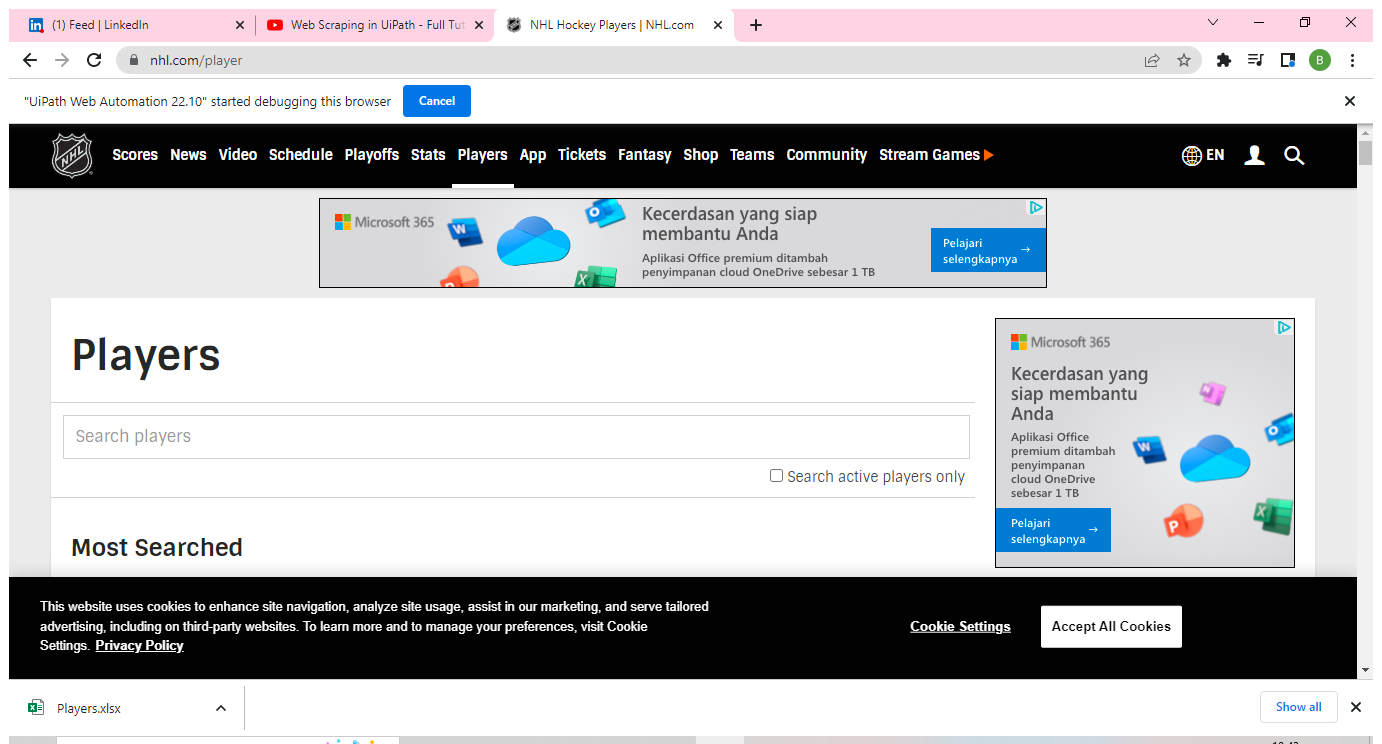 (1) Feed | LinkedIn
Web Scraping in UiPath - Full Tut
NHL Hockey Players | NHL.com
nhl.com/player
B
"UiPath Web Automation 22.10" started debugging this browser
Cancel
NHL
Scores News Video Schedule Playoffs Stats Players App Tickets Fantasy Shop Teams Community Stream Games
EN
Microsoft 365
Kecerdasan yang siap
membantu Anda
Aplikasi Office premium ditambah
penyimpanan cloud OneDrive sebesar 1 TB
Pelajari
selengkapnya →
Players
Search players
Search active players only
Most Searched
Microsoft 365
Kecerdasan yang
siap membantu
Anda
Aplikasi Office
premium ditambah
penyimpanan
cloud OneDrive
sebesar 1 TB
Pelajari
selengkapnya →
This website uses cookies to enhance site navigation, analyze site usage, assist in our marketing, and serve tailored
advertising, including on third-party websites. To learn more and to manage your preferences, visit Cookie
Settings. Privacy Policy
Cookie Settings
Accept All Cookies
Players.xlsx
Show all